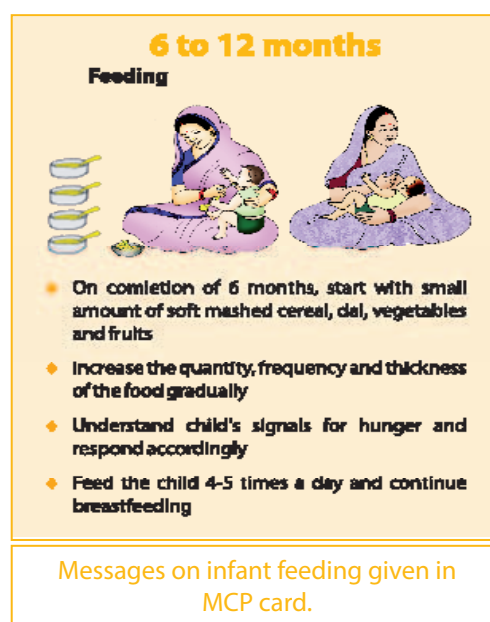 6 to 12 months
Feeding
On comletion of 6 months, start with small
amount of soft mashed cereal, dal, vegetables
and fruits
Increase the quantity, frequency and thickness
of the food gradually
Understand child's signals for hunger and
respond accordingly
Feed the child 4-5 times a day and continue
breastfeeding
Messages on infant feeding given in
MCP card.